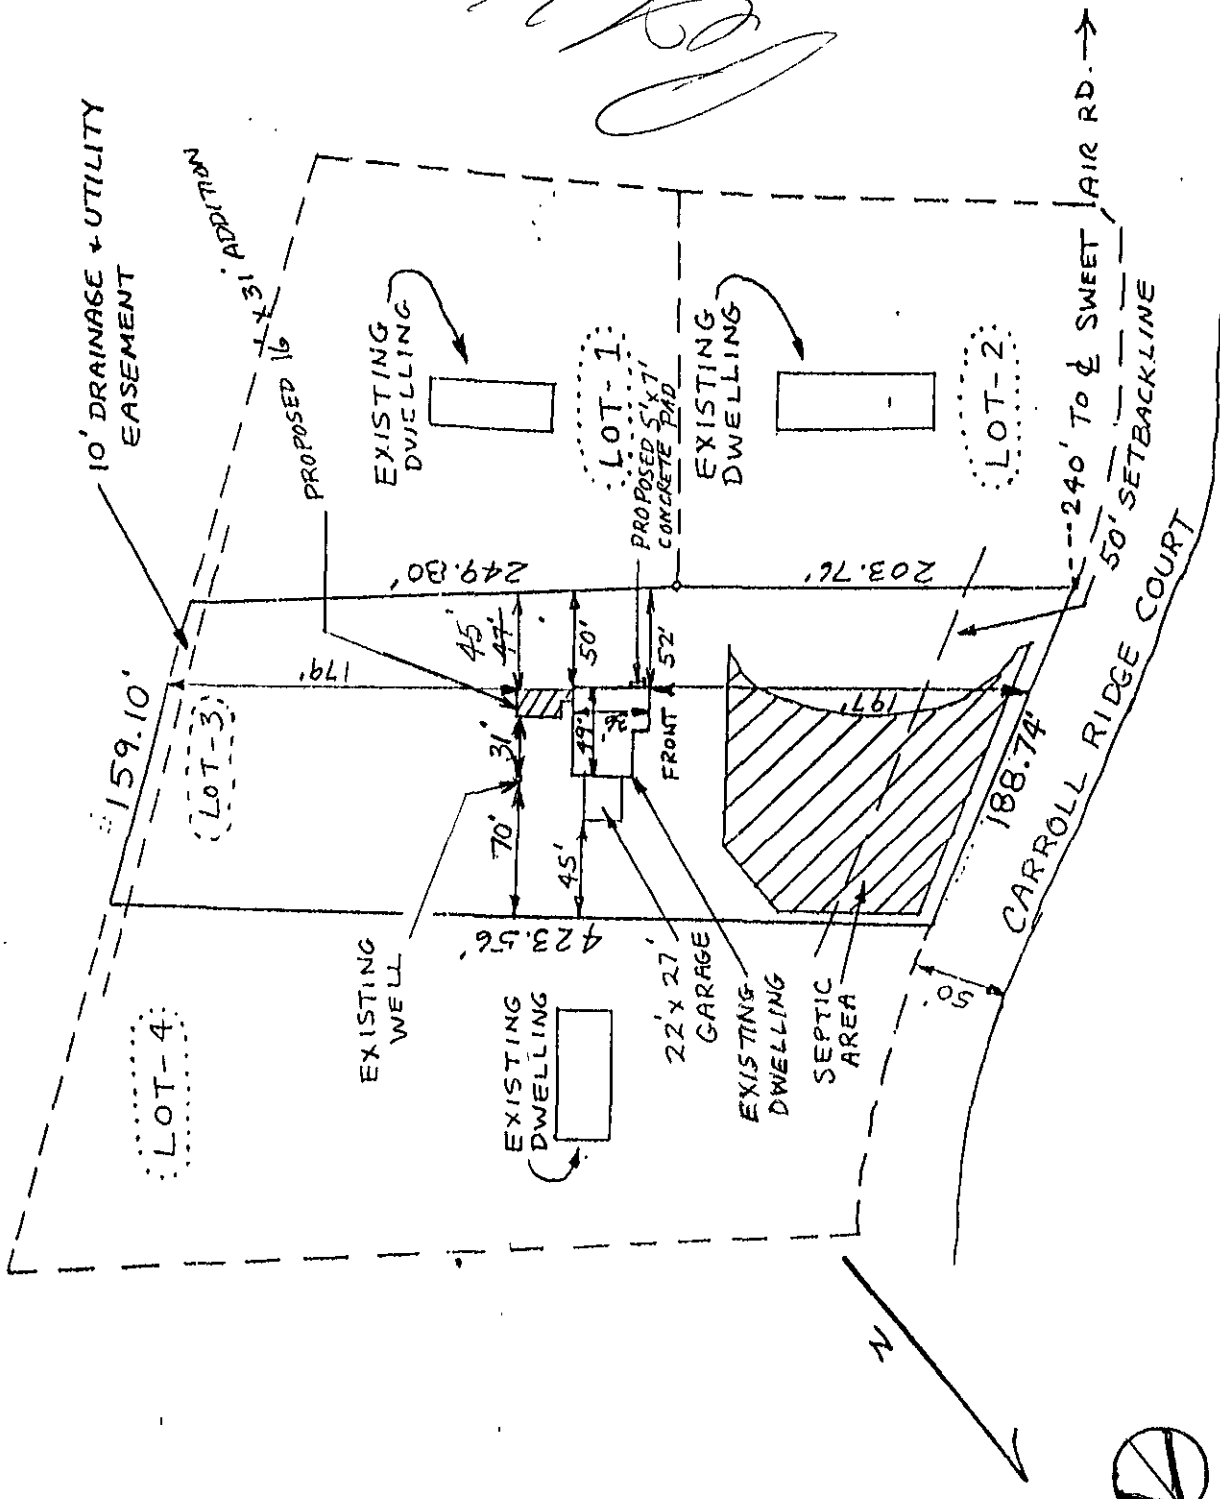 10' DRAINAGE & UTILITY
EASEMENT
PROPOSED 16' x 31' ADDITION
EXISTING
DWELLING
LOT-1
PROPOSED 5'x7'
CONCRETE PAD
EXISTING
DWELLING
LOT-2
240' TO ℄ SWEET AIR RD.
50' SETBACKLINE
CARROLL RIDGE COURT
159.10'
LOT-3
179'
249.80'
203.76'
45'
47'
50'
52'
31'
49'
70'
45'
FRONT
197'
188.74'
423.56'
50'
EXISTING
WELL
22' x 27'
GARAGE
EXISTING
DWELLING
SEPTIC
AREA
LOT-4
EXISTING
DWELLING
N